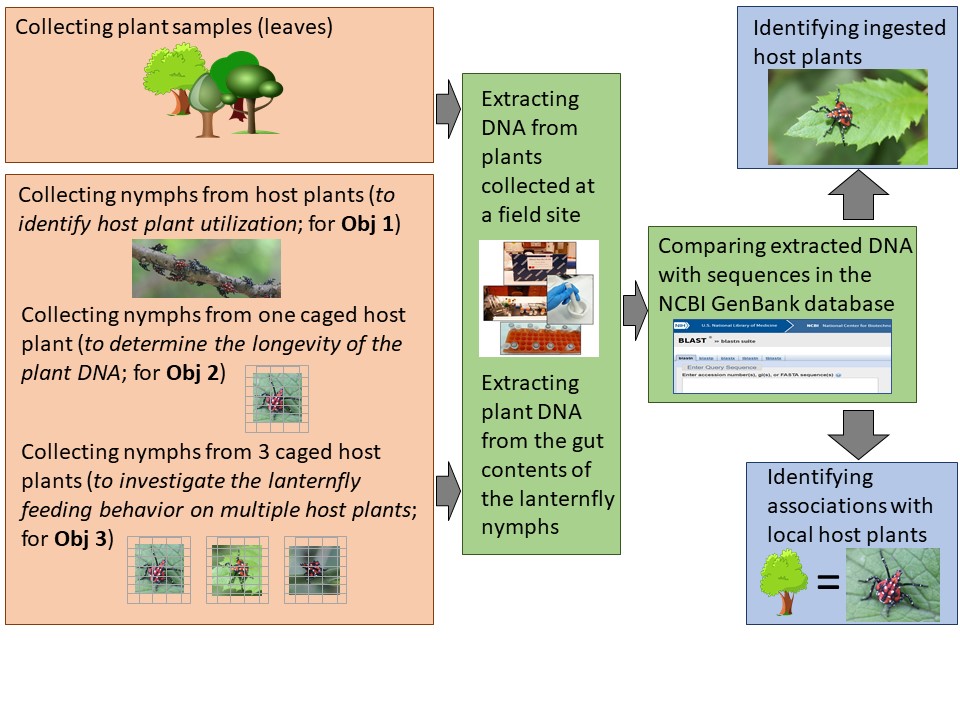 Collecting plant samples (leaves)
Collecting nymphs from host plants (to
identify host plant utilization; for Obj 1)
Collecting nymphs from one caged host
plant (to determine the longevity of the
plant DNA; for Obj 2)
Collecting nymphs from 3 caged host
plants (to investigate the lanternfly
feeding behavior on multiple host plants;
for Obj 3)
Extracting
DNA from
plants
collected at
a field site
Extracting
plant DNA
from the gut
contents of
the lanternfly
nymphs
Comparing extracted DNA
with sequences in the
NCBI GenBank database
NIH U.S. National Library of Medicine NCBI National Center for Biotechno
BLAST ® » blastn suite
blastn blastp blastx tblastn tblastx
Enter Query Sequence
Enter accession number(s), gi(s), or FASTA sequence(s)
Identifying ingested
host plants
Identifying
associations with
local host plants
=